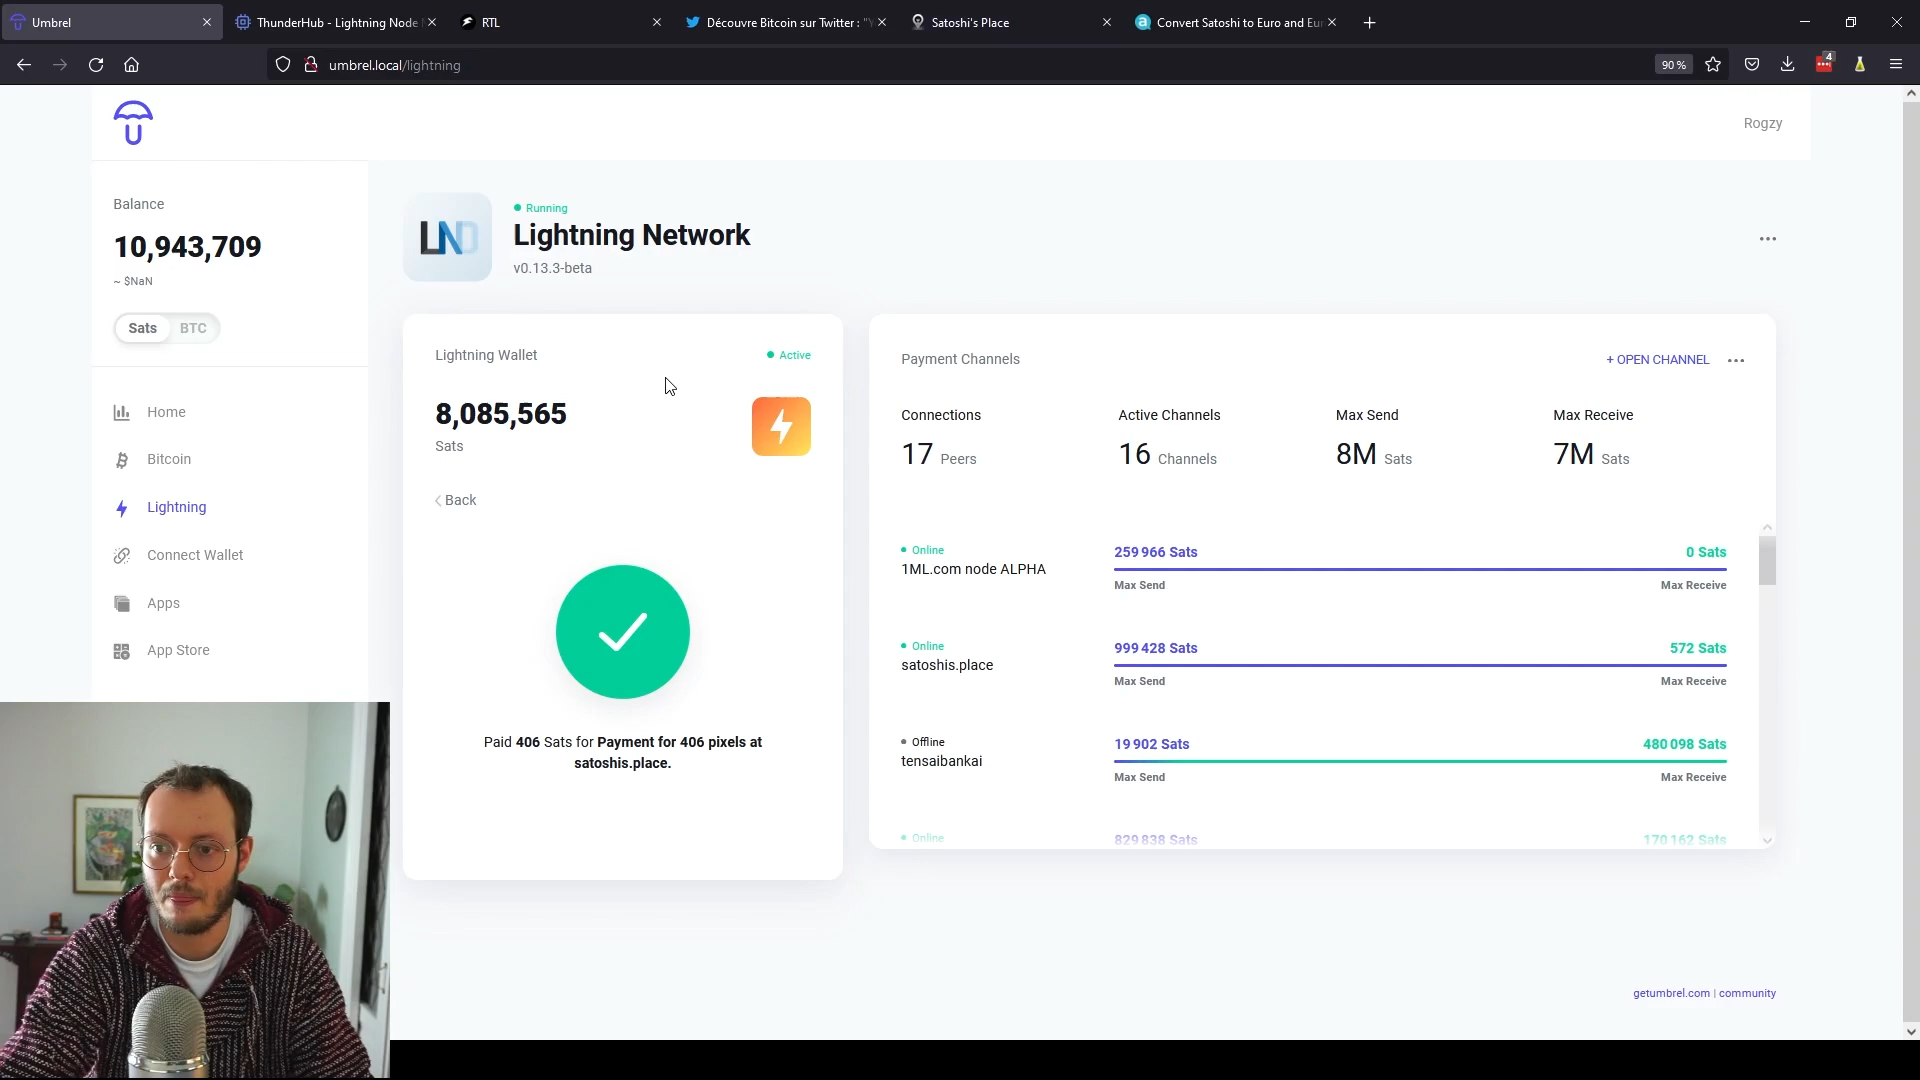 Umbrel
ThunderHub - Lightning Node
RTL
Découvre Bitcoin sur Twitter : "Y
Satoshi's Place
Convert Satoshi to Euro and Eu
umbrel.local/lightning
90 %
4
Rogzy
Balance
10,943,709
~ $NaN
Sats BTC
Home
Bitcoin
Lightning
Connect Wallet
Apps
App Store
LND
Running
Lightning Network
v0.13.3-beta
Lightning Wallet
Active
8,085,565
Sats
Back
Paid 406 Sats for Payment for 406 pixels at
satoshis.place.
Payment Channels
+ OPEN CHANNEL
Connections Active Channels Max Send Max Receive
17 Peers 16 Channels 8M Sats 7M Sats
Online
1ML.com node ALPHA
259 966 Sats 0 Sats
Max Send Max Receive
Online
satoshis.place
999 428 Sats 572 Sats
Max Send Max Receive
Offline
tensaibankai
19 902 Sats 480 098 Sats
Max Send Max Receive
Online
829 838 Sats 170 162 Sats
getumbrel.com | community